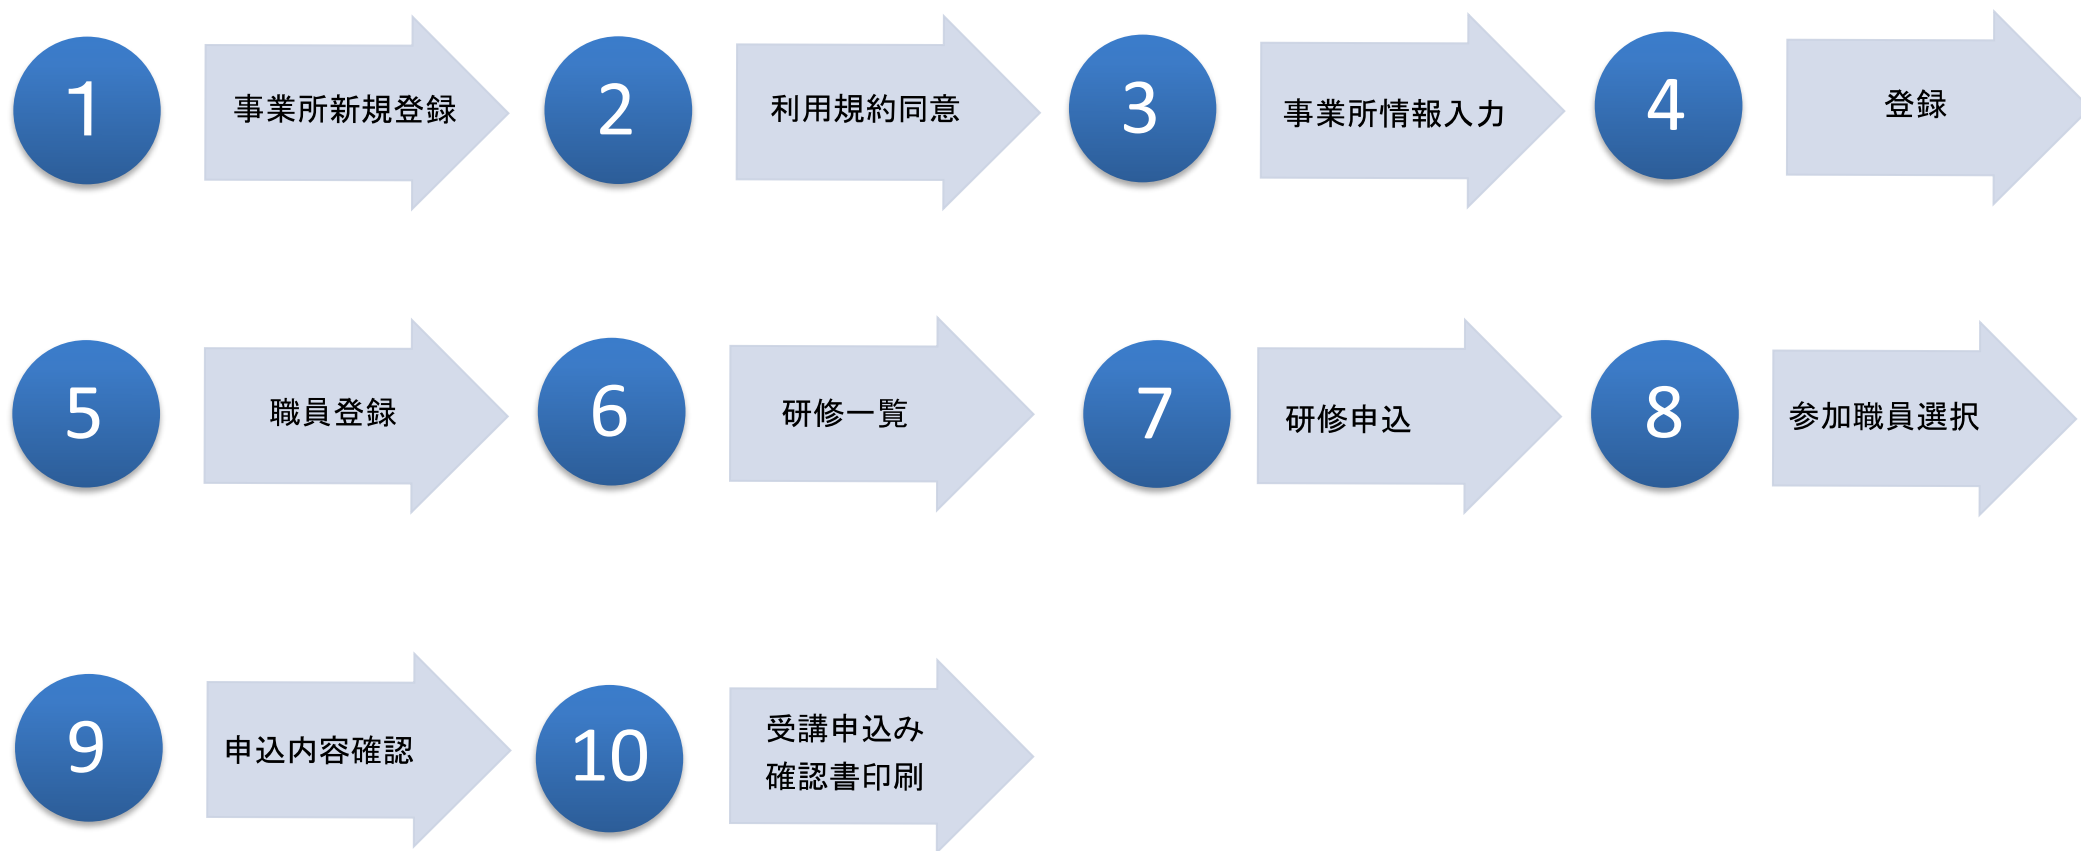 1
事業所新規登録
2
利用規約同意
3
事業所情報入力
4
登録
5
職員登録
6
研修一覧
7
研修申込
8
参加職員選択
9
申込内容確認
10
受講申込み
確認書印刷